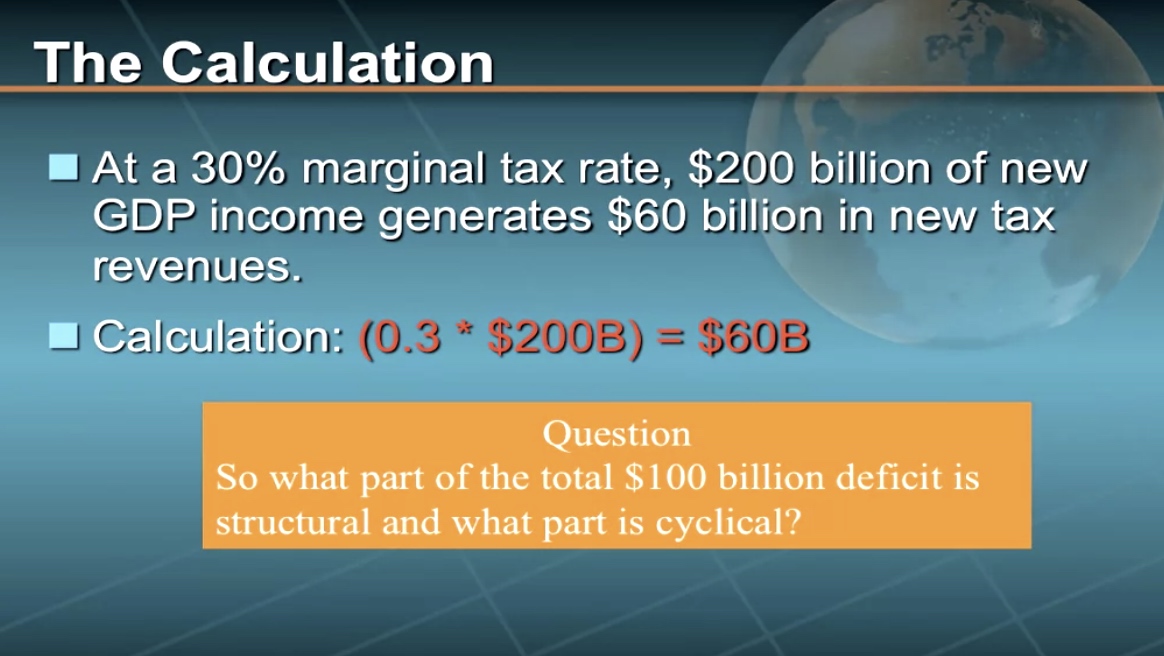 The Calculation
At a 30% marginal tax rate, $200 billion of new
GDP income generates $60 billion in new tax
revenues.
Calculation: (0.3 * $200B) = $60B
Question
So what part of the total $100 billion deficit is
structural and what part is cyclical?